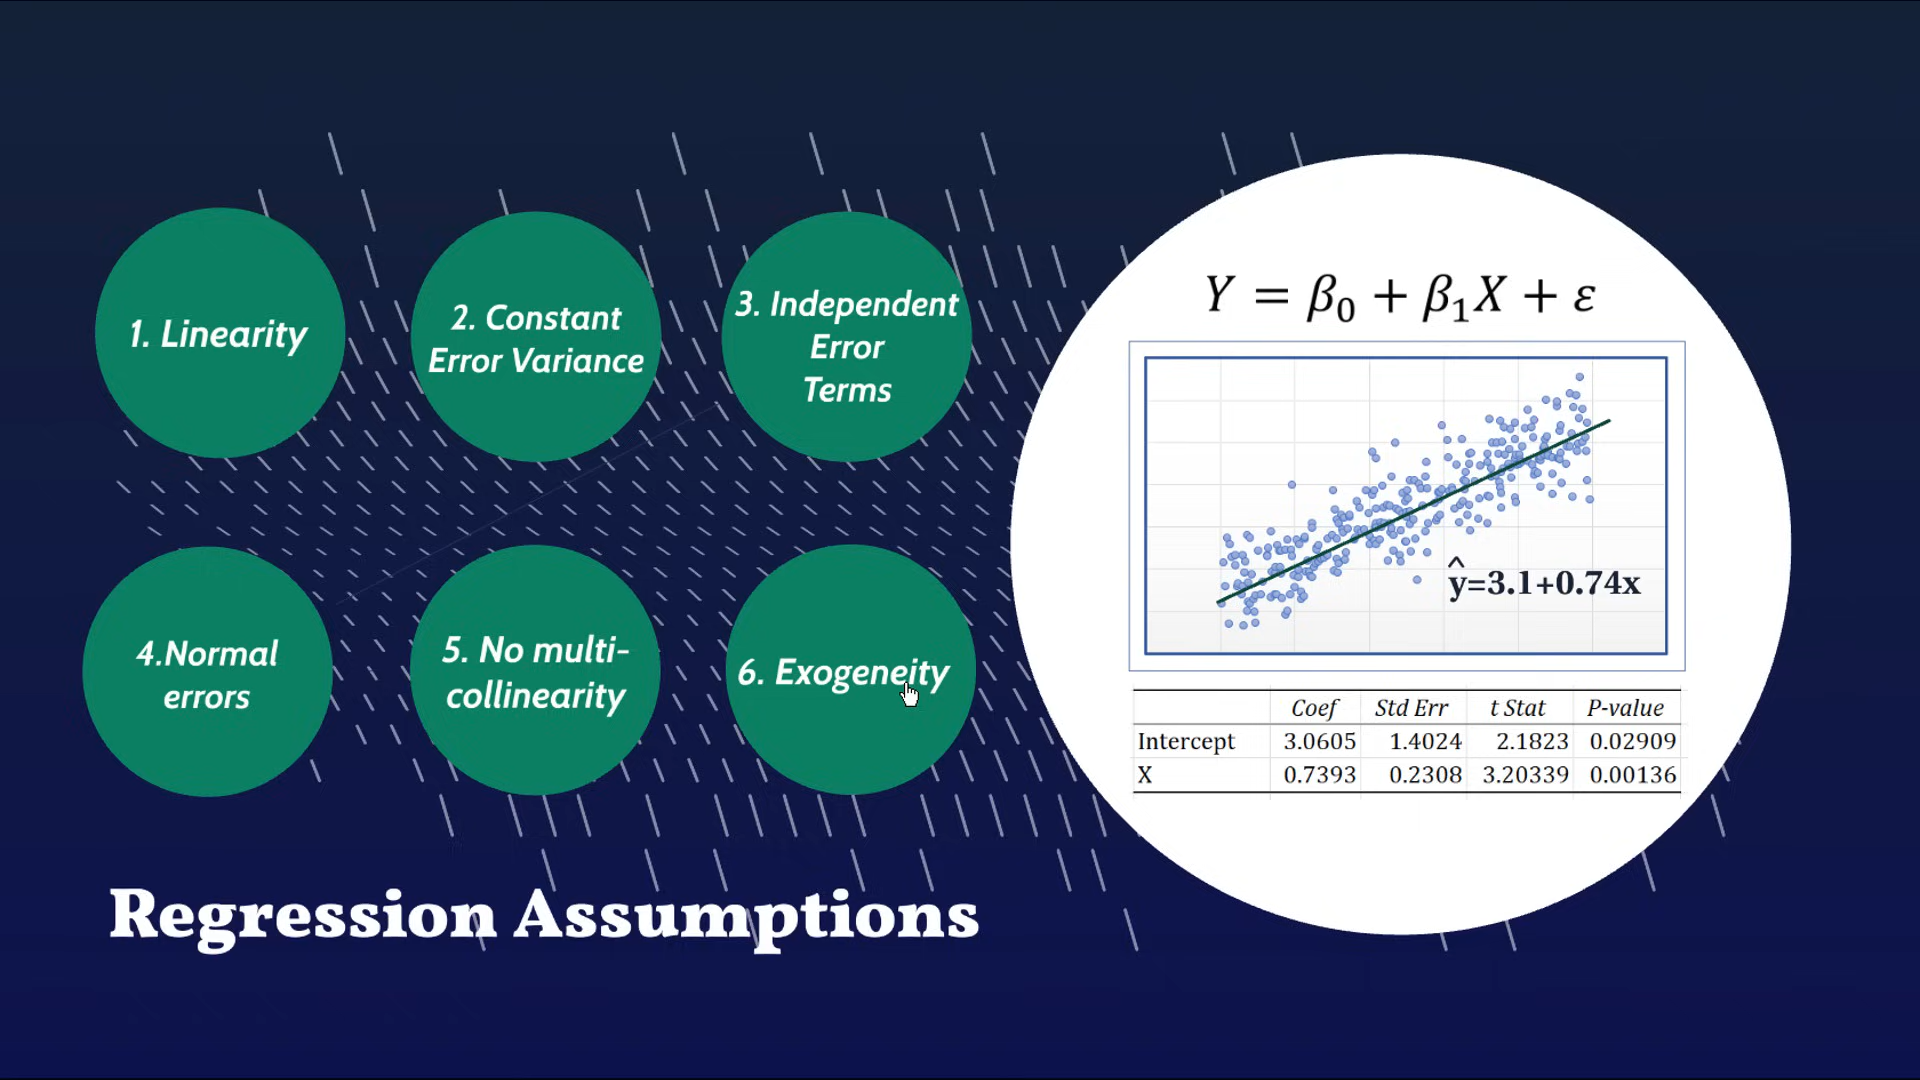 1. Linearity
2. Constant
Error Variance
3. Independent
Error
Terms
4.Normal
errors
5. No multi-
collinearity
6. Exogeneity
Regression Assumptions
Y = β₀ + β₁X + ε
ŷ=3.1+0.74x
Coef Std Err t Stat P-value
Intercept 3.0605 1.4024 2.1823 0.02909
X 0.7393 0.2308 3.20339 0.00136